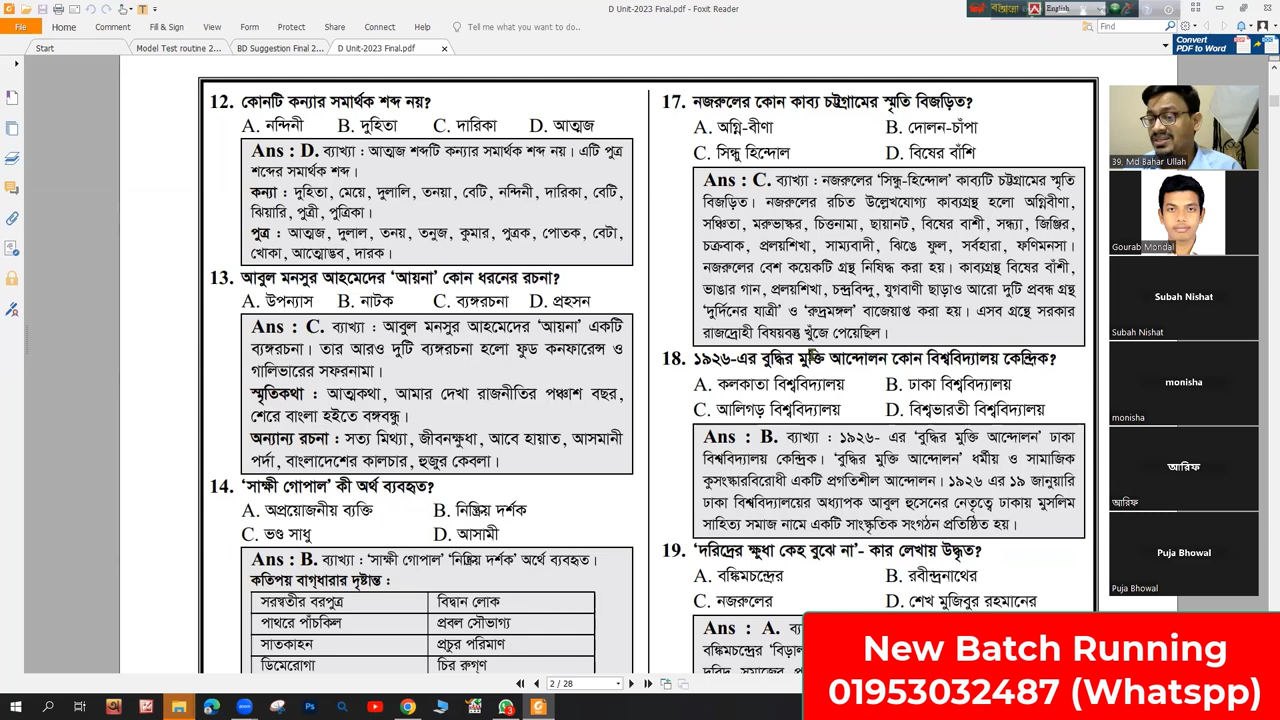 D Unit-2023 Final.pdf - Foxit Reader
English
File
Home
Comment
Fill & Sign
View
Form
Protect
Share
Connect
Help
Tell me what you want to do...
Find
Start
Model Test routine 2...
BD Suggestion Final 2...
D Unit-2023 Final.pdf
Convert
PDF to Word
12. কোনটি কন্যার সমার্থক শব্দ নয়?
A. নন্দিনী B. দুহিতা C. দারিকা D. আত্মজ
Ans : D. ব্যাখ্যা : আত্মজ শব্দটি কন্যার সমার্থক শব্দ নয়। এটি পুত্র
শব্দের সমার্থক শব্দ।
কন্যা : দুহিতা, মেয়ে, দুলালি, তনয়া, বেটি, নন্দিনী, দারিকা, বেটি,
ঝিয়ারি, পুত্রী, পুত্রিকা।
পুত্র : আত্মজ, দুলাল, তনয়, তনুজ, কুমার, পুত্রক, পোতক, বেটা,
খোকা, আত্মোদ্ভব, দারক।
13. আবুল মনসুর আহমেদের ‘আয়না’ কোন ধরনের রচনা?
A. উপন্যাস B. নাটক C. ব্যঙ্গরচনা D. প্রহসন
Ans : C. ব্যাখ্যা : আবুল মনসুর আহমেদের ‘আয়না’ একটি
ব্যঙ্গরচনা। তার আরও দুটি ব্যঙ্গরচনা হলো ফুড কনফারেন্স ও
গালিভারের সফরনামা।
স্মৃতিকথা : আত্মকথা, আমার দেখা রাজনীতির পঞ্চাশ বছর,
শেরে বাংলা হইতে বঙ্গবন্ধু।
অন্যান্য রচনা : সত্য মিথ্যা, জীবনক্ষুধা, আবে হায়াত, আসমানী
পর্দা, বাংলাদেশের কালচার, হুজুর কেবলা।
14. ‘সাক্ষী গোপাল’ কী অর্থ ব্যবহৃত?
A. অপ্রয়োজনীয় ব্যক্তি B. নিষ্ক্রিয় দর্শক
C. ভণ্ড সাধু D. আসামী
Ans : B. ব্যাখ্যা : ‘সাক্ষী গোপাল’ ‘নিষ্ক্রিয় দর্শক’ অর্থে ব্যবহৃত।
কতিপয় বাগ্‌ধারার দৃষ্টান্ত :
সরস্বতীর বরপুত্র বিদ্বান লোক
পাথরে পাঁচকিল প্রবল সৌভাগ্য
সাতকাহন প্রচুর পরিমাণ
ডিমেরোগা চির রুগ্‌ণ
17. নজরুলের কোন কাব্য চট্টগ্রামের স্মৃতি বিজড়িত?
A. অগ্নি-বীণা B. দোলন-চাঁপা
C. সিন্ধু হিন্দোল D. বিষের বাঁশি
Ans : C. ব্যাখ্যা : নজরুলের ‘সিন্ধু-হিন্দোল’ কাব্যটি চট্টগ্রামের স্মৃতি
বিজড়িত। নজরুলের রচিত উল্লেখযোগ্য কাব্যগ্রন্থ হলো অগ্নিবীণা,
সঞ্চিতা, মরুভাস্কর, চিত্তনামা, ছায়ানট, বিষের বাশী, সন্ধ্যা, জিঞ্জির,
চক্রবাক, প্রলয়শিখা, সাম্যবাদী, ঝিঙে ফুল, সর্বহারা, ফণিমনসা।
নজরুলের বেশ কয়েকটি গ্রন্থ নিষিদ্ধ করা হয়। কাব্যগ্রন্থ বিষের বাঁশী,
ভাঙার গান, প্রলয়শিখা, চন্দ্রবিন্দু, যুগবাণী ছাড়াও আরো দুটি প্রবন্ধ গ্রন্থ
‘দুর্দিনের যাত্রী’ ও ‘রুদ্রমঙ্গল’ বাজেয়াপ্ত করা হয়। এসব গ্রন্থে সরকার
রাজদ্রোহী বিষয়বস্তু খুঁজে পেয়েছিল।
18. ১৯২৬-এর বুদ্ধির মুক্তি আন্দোলন কোন বিশ্ববিদ্যালয় কেন্দ্রিক?
A. কলকাতা বিশ্ববিদ্যালয় B. ঢাকা বিশ্ববিদ্যালয়
C. আলিগড় বিশ্ববিদ্যালয় D. বিশ্বভারতী বিশ্ববিদ্যালয়
Ans : B. ব্যাখ্যা : ১৯২৬- এর ‘বুদ্ধির মুক্তি আন্দোলন’ ঢাকা
বিশ্ববিদ্যালয় কেন্দ্রিক। ‘বুদ্ধির মুক্তি আন্দোলন’ ধর্মীয় ও সামাজিক
কুসংস্কারবিরোধী একটি প্রগতিশীল আন্দোলন। ১৯২৬ এর ১৯ জানুয়ারি
ঢাকা বিশ্ববিদ্যালয়ের অধ্যাপক আবুল হুসেনের নেতৃত্বে ঢাকায় মুসলিম
সাহিত্য সমাজ নামে একটি সাংস্কৃতিক সংগঠন প্রতিষ্ঠিত হয়।
19. ‘দরিদ্রের ক্ষুধা কেহ বুঝে না’- কার লেখায় উদ্ধৃত?
A. বঙ্কিমচন্দ্রের B. রবীন্দ্রনাথের
C. নজরুলের D. শেখ মুজিবুর রহমানের
Ans : A.
বঙ্কিমচন্দ্রের
39, Md Bahar Ullah
Gourab Mondal
Subah Nishat
Subah Nishat
monisha
monisha
আরিফ
আরিফ
Puja Bhowal
Puja Bhowal
New Batch Running
01953032487 (Whatspp)
2 / 28